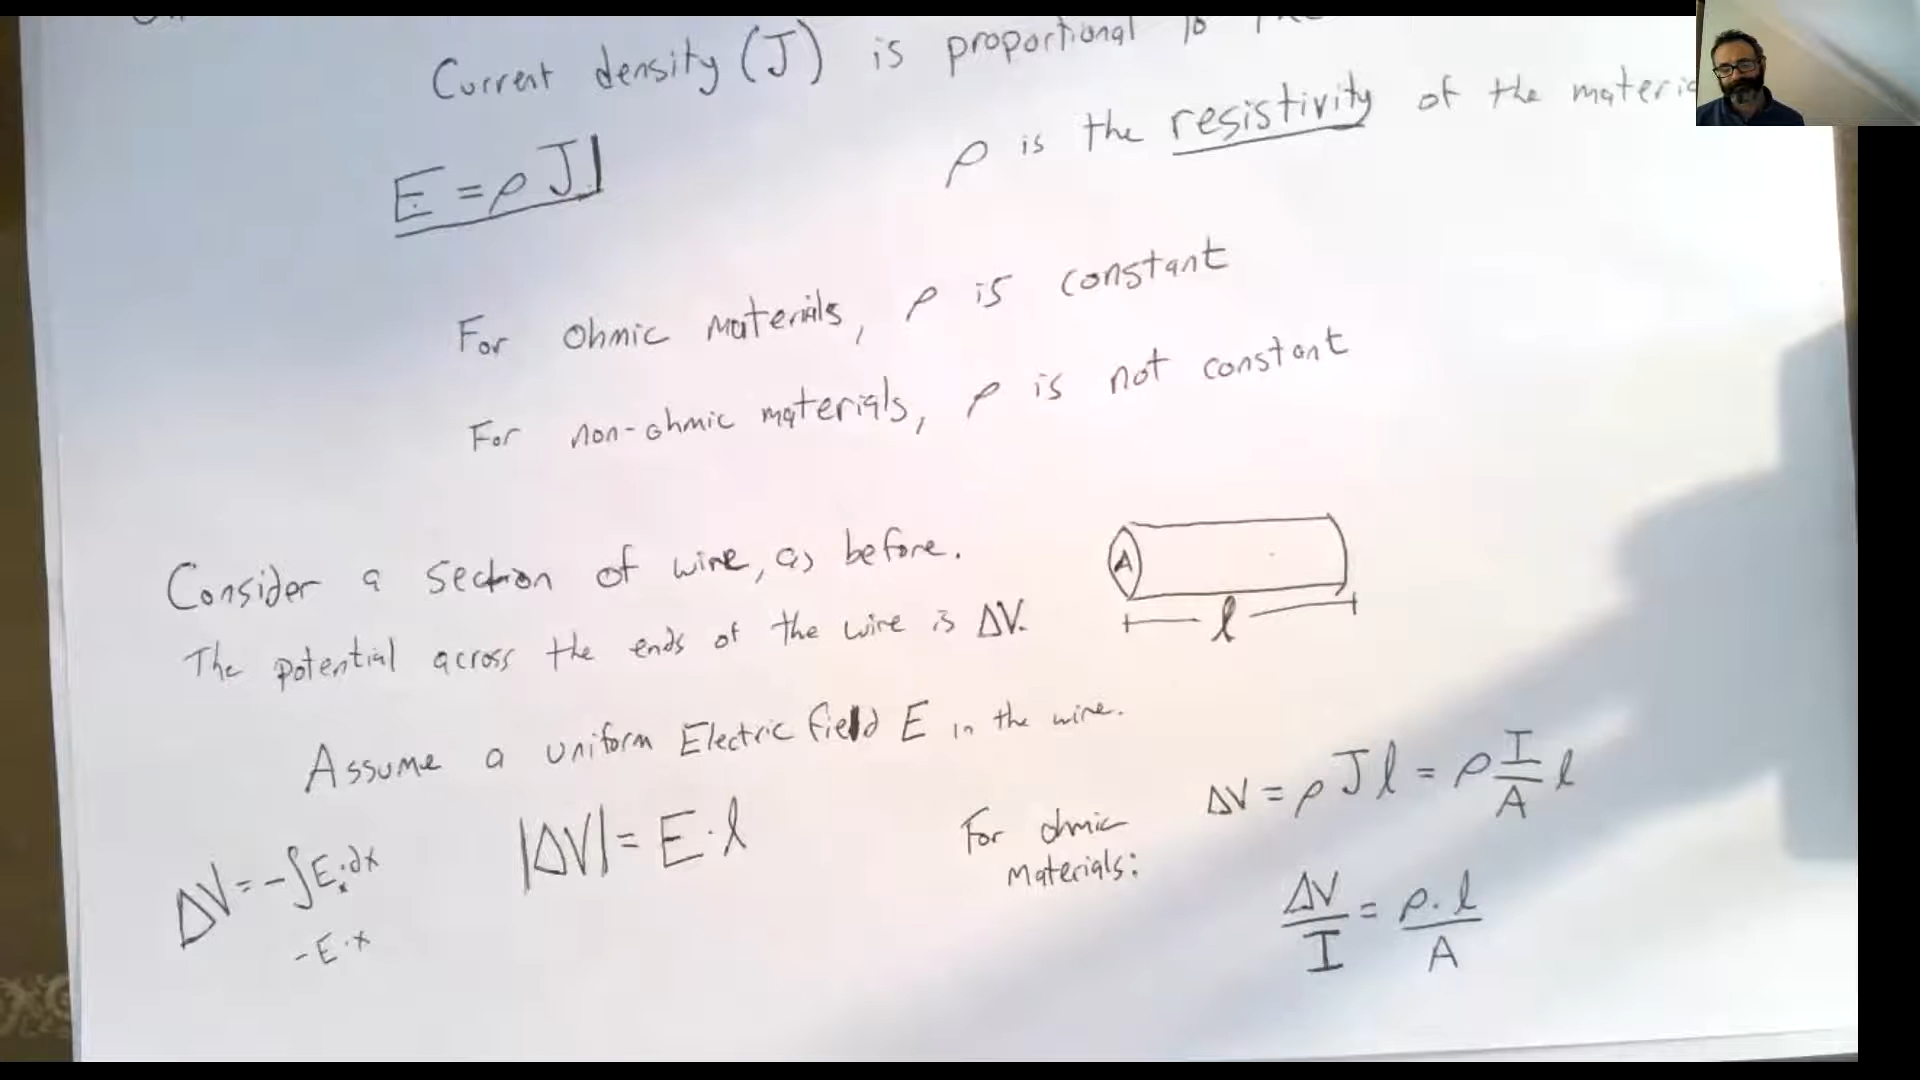 Current density (J) is proportional to
E = ρJ
ρ is the resistivity of the
For ohmic materials, ρ is constant
For non-ohmic materials, ρ is not constant
Consider a section of wire, as before.
A
l
The potential across the ends of the wire is ΔV.
Assume a uniform Electric field E in the wire.
ΔV = -∫E·dx
-E·x
|ΔV| = E·l
For ohmic
materials:
ΔV = ρJl = ρ I/A l
ΔV/I = ρ·l/A